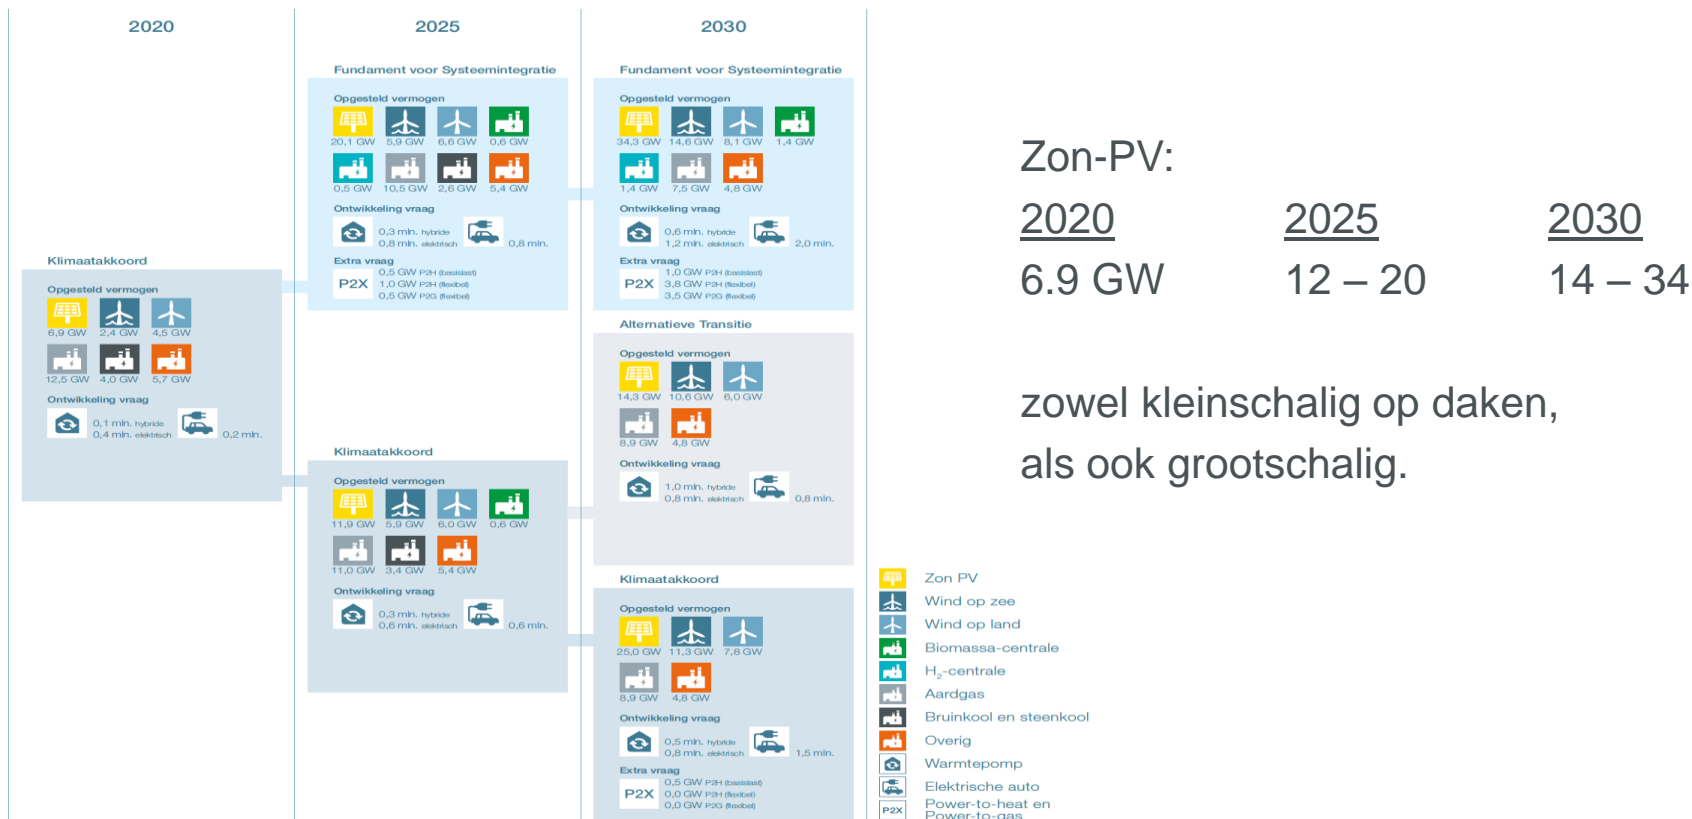 2020
2025
2030
Klimaatakkoord
Opgesteld vermogen
6,9 GW 2,4 GW 4,5 GW
12,5 GW 4,0 GW 5,7 GW
Ontwikkeling vraag
0,1 mln. hybride
0,4 mln. elektrisch
0,2 mln.
Fundament voor Systeemintegratie
Opgesteld vermogen
20,1 GW 5,9 GW 6,6 GW 0,6 GW
0,5 GW 10,5 GW 2,6 GW 5,4 GW
Ontwikkeling vraag
0,3 mln. hybride
0,8 mln. elektrisch
0,8 mln.
Extra vraag
P2X
0,5 GW P2H (basislast)
1,0 GW P2H (flexibel)
0,5 GW P2G (flexibel)
Klimaatakkoord
Opgesteld vermogen
11,9 GW 5,9 GW 6,0 GW 0,6 GW
11,0 GW 3,4 GW 5,4 GW
Ontwikkeling vraag
0,3 mln. hybride
0,6 mln. elektrisch
0,6 mln.
Fundament voor Systeemintegratie
Opgesteld vermogen
34,3 GW 14,6 GW 8,1 GW 1,4 GW
1,4 GW 7,5 GW 4,8 GW
Ontwikkeling vraag
0,6 mln. hybride
1,2 mln. elektrisch
2,0 mln.
Extra vraag
P2X
1,0 GW P2H (basislast)
3,8 GW P2H (flexibel)
3,5 GW P2G (flexibel)
Alternatieve Transitie
Opgesteld vermogen
14,3 GW 10,6 GW 6,0 GW
8,9 GW 4,8 GW
Ontwikkeling vraag
1,0 mln. hybride
0,8 mln. elektrisch
0,8 mln.
Klimaatakkoord
Opgesteld vermogen
25,0 GW 11,3 GW 7,8 GW
8,9 GW 4,8 GW
Ontwikkeling vraag
0,5 mln. hybride
0,8 mln. elektrisch
1,5 mln.
Extra vraag
P2X
0,5 GW P2H (basislast)
0,0 GW P2H (flexibel)
0,0 GW P2G (flexibel)
Zon PV
Wind op zee
Wind op land
Biomassa-centrale
H₂-centrale
Aardgas
Bruinkool en steenkool
Overig
Warmtepomp
Elektrische auto
P2X
Power-to-heat en
Power-to-gas
Zon-PV:
2020 2025 2030
6.9 GW 12 – 20 14 – 34
zowel kleinschalig op daken,
als ook grootschalig.